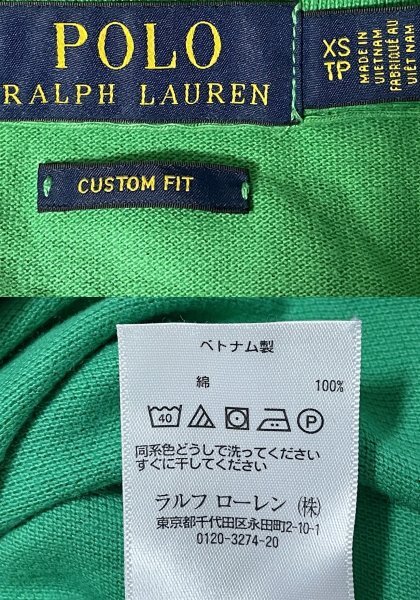 POLO
RALPH LAUREN
XS
TP
MADE IN
VIETNAM
FABRIQUÉ AU
VIÊT NAM
CUSTOM FIT
ベトナム製
綿 100%
40 P
同系色どうしで洗ってください
すぐに干してください
ラルフ ローレン (株)
東京都千代田区永田町2-10-1
0120-3274-20